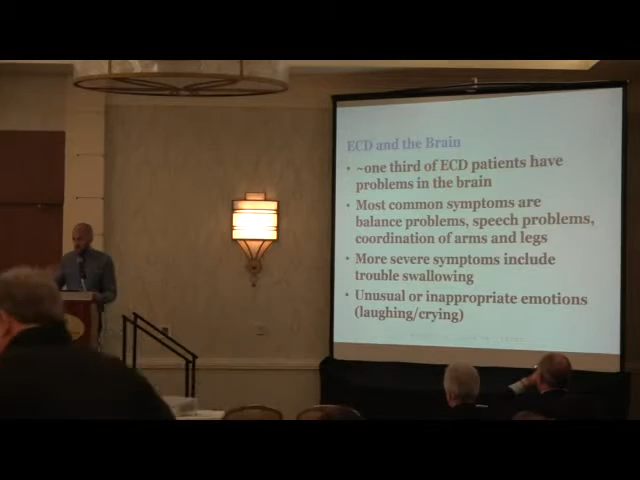 ECD and the Brain
• ~one third of ECD patients have
problems in the brain
• Most common symptoms are
balance problems, speech problems,
coordination of arms and legs
• More severe symptoms include
trouble swallowing
• Unusual or inappropriate emotions
(laughing/crying)